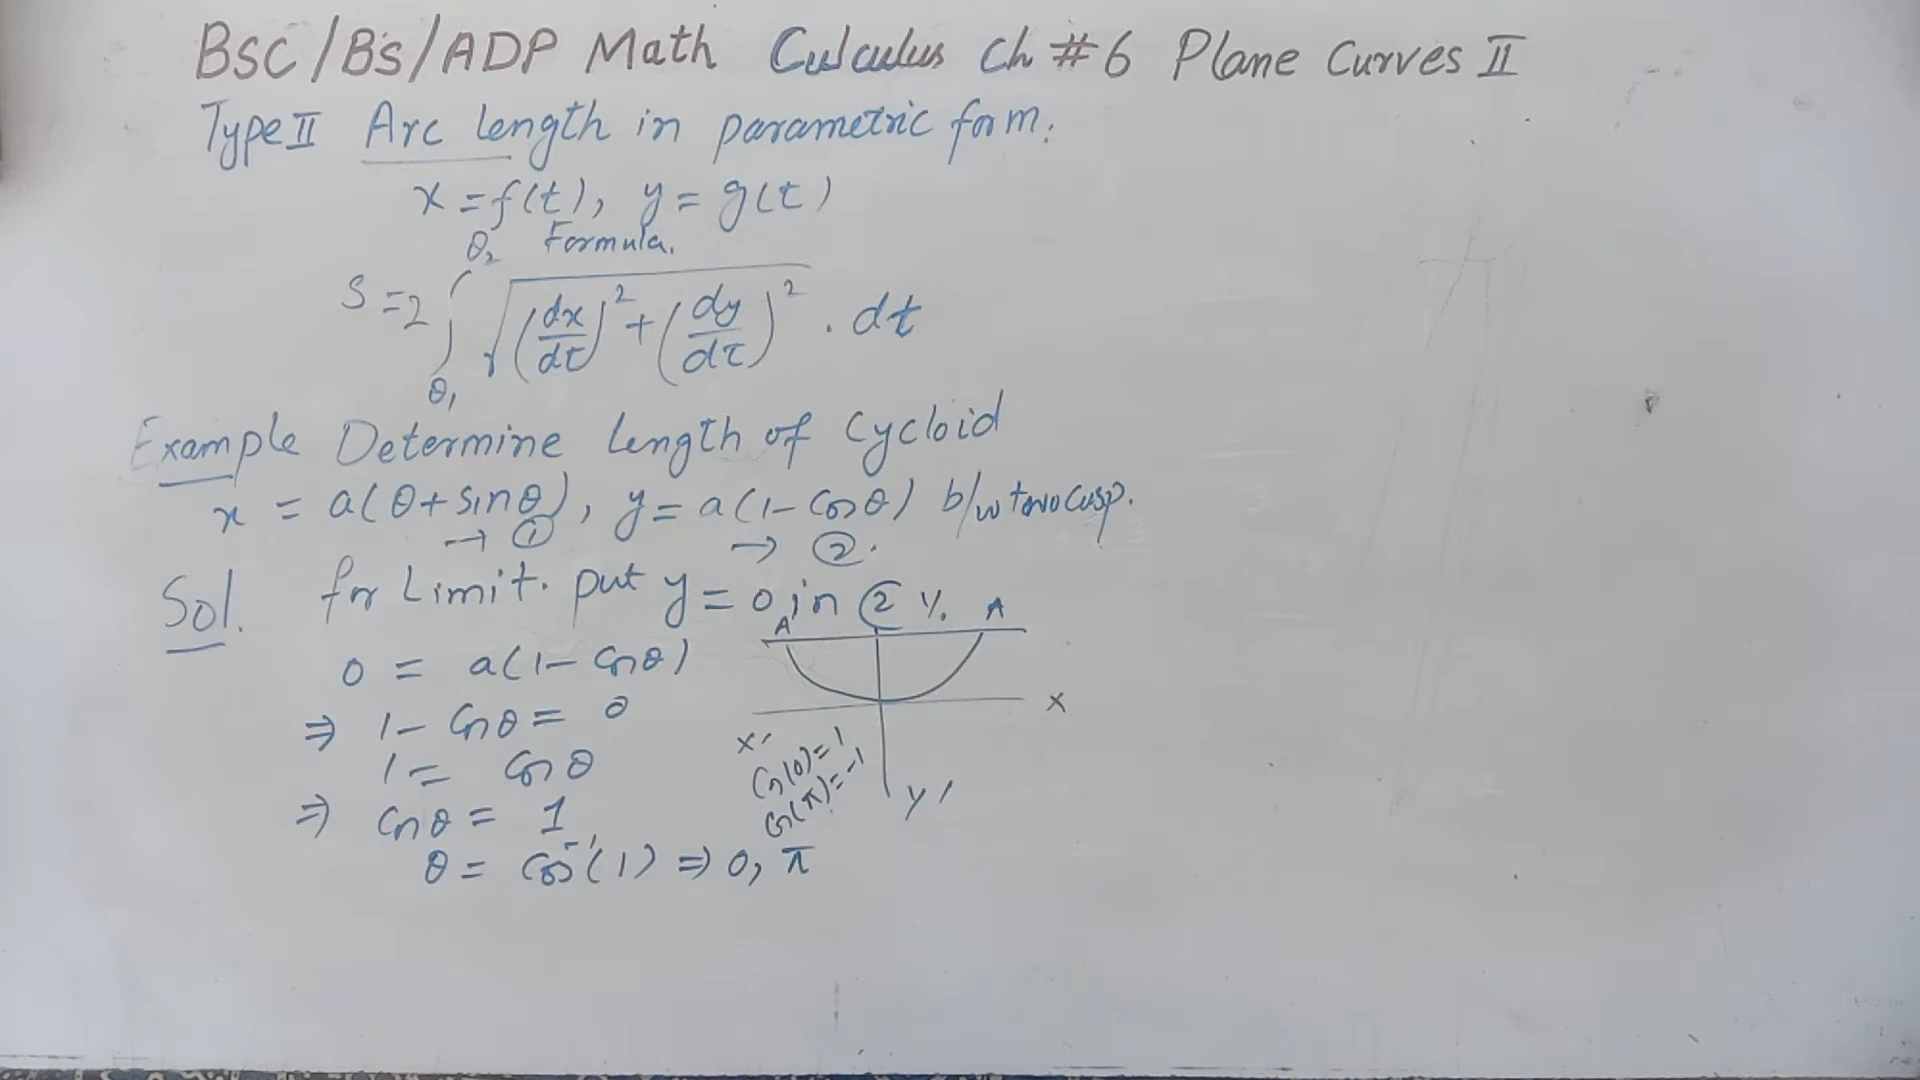 BSC/B's/ADP Math Culculus Ch #6 Plane Curves II
Type II Arc length in parametric form.
x = f(t), y = g(t)
Formula.
S = 2 ∫_θ₁^θ₂ √((dx/dt)² + (dy/dt)²) . dt
Example Determine length of Cycloid
x = a(θ + sinθ), y = a(1 - Cosθ) b/w two Cusp.
→ ① → ②.
Sol. for Limit. put y = 0 in ②
y. A' A
0 = a(1 - Cosθ)
⇒ 1 - Cosθ = 0
x' x
1 = Cosθ
Cos(0) = 1
Cos(π) = -1
y'
⇒ Cosθ = 1
θ = Cos⁻¹(1) ⇒ 0, π